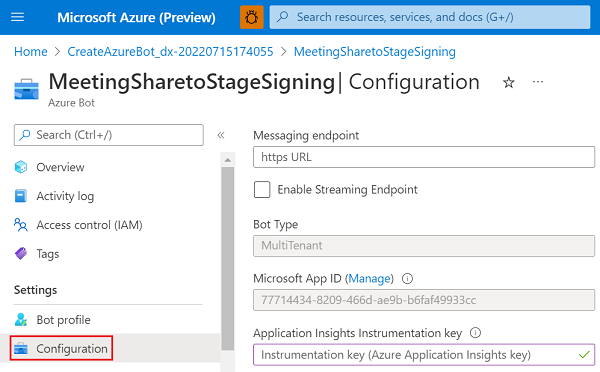 Microsoft Azure (Preview)
Search resources, services, and docs (G+/)
Home > CreateAzureBot_dx-20220715174055 > MeetingSharetoStageSigning
MeetingSharetoStageSigning | Configuration
Azure Bot
Search (Ctrl+/)
Overview
Activity log
Access control (IAM)
Tags
Settings
Bot profile
Configuration
Messaging endpoint
https URL
Enable Streaming Endpoint
Bot Type
MultiTenant
Microsoft App ID (Manage)
77714434-8209-466d-ae9b-b6faf49933cc
Application Insights Instrumentation key
Instrumentation key (Azure Application Insights key)